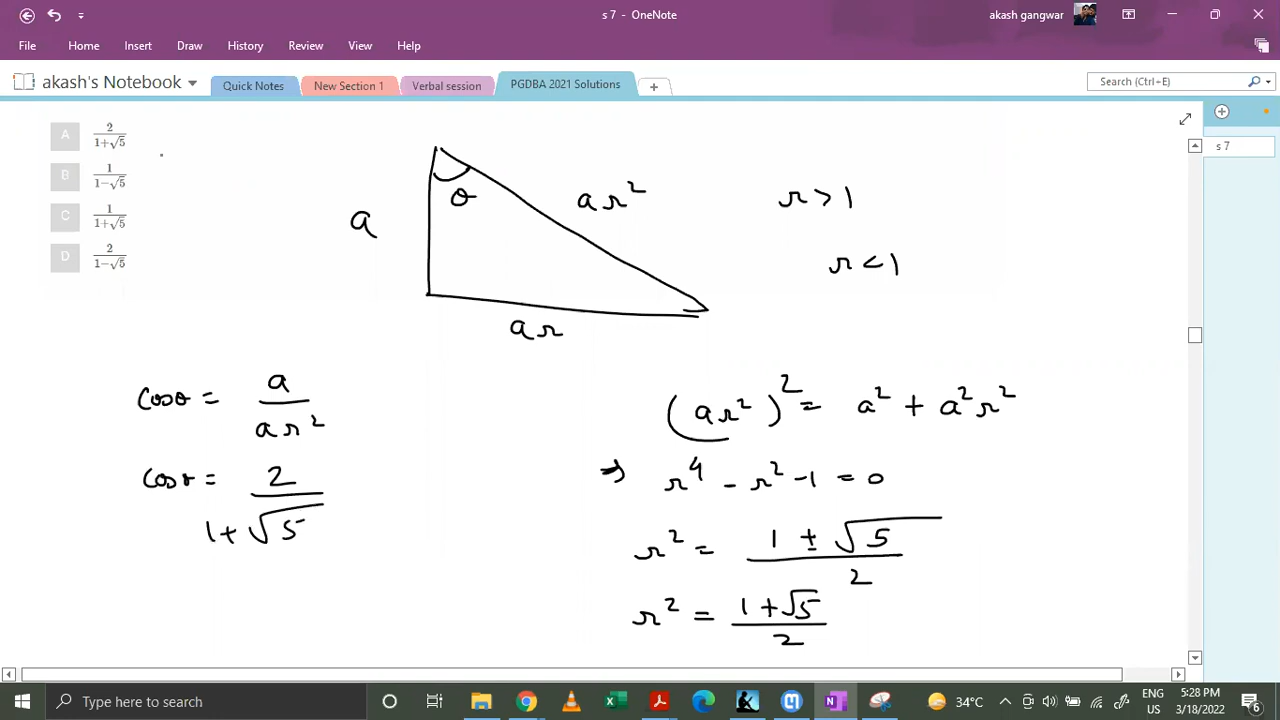 s 7 - OneNote
akash gangwar
File Home Insert Draw History Review View Help
akash's Notebook
Quick Notes
New Section 1
Verbal session
PGDBA 2021 Solutions
Search (Ctrl+E)
s 7
A 2/(1+√5)
B 1/(1−√5)
C 1/(1+√5)
D 2/(1−√5)
θ
a
ar²
ar
r > 1
r < 1
cosθ = a/ar²
cosθ = 2/(1+√5)
(ar²)² = a² + a²r²
⇒ r⁴ - r² - 1 = 0
r² = (1 ± √5)/2
r² = (1 + √5)/2
Type here to search
34°C
ENG
US
5:28 PM
3/18/2022
6